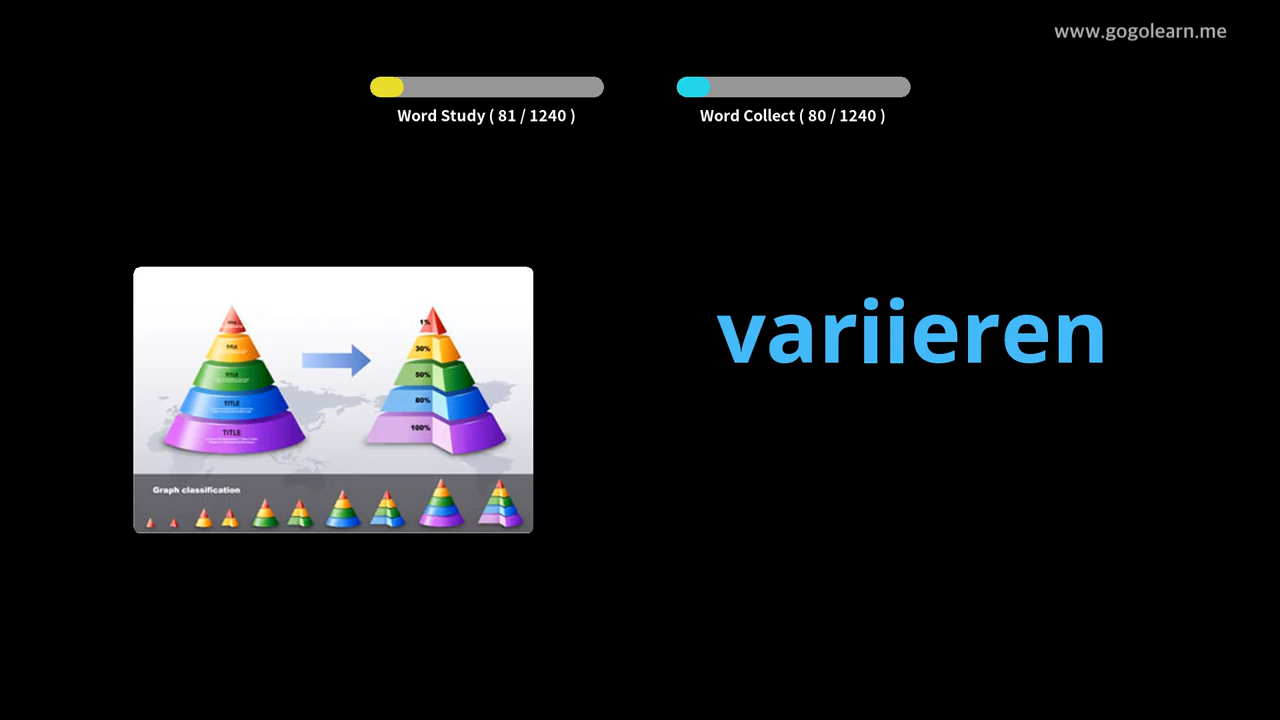 www.gogolearn.me
Word Study ( 81 / 1240 )
Word Collect ( 80 / 1240 )
variieren
TITLE
TITLE
TITLE
TITLE
1%
30%
50%
80%
100%
Graph classification